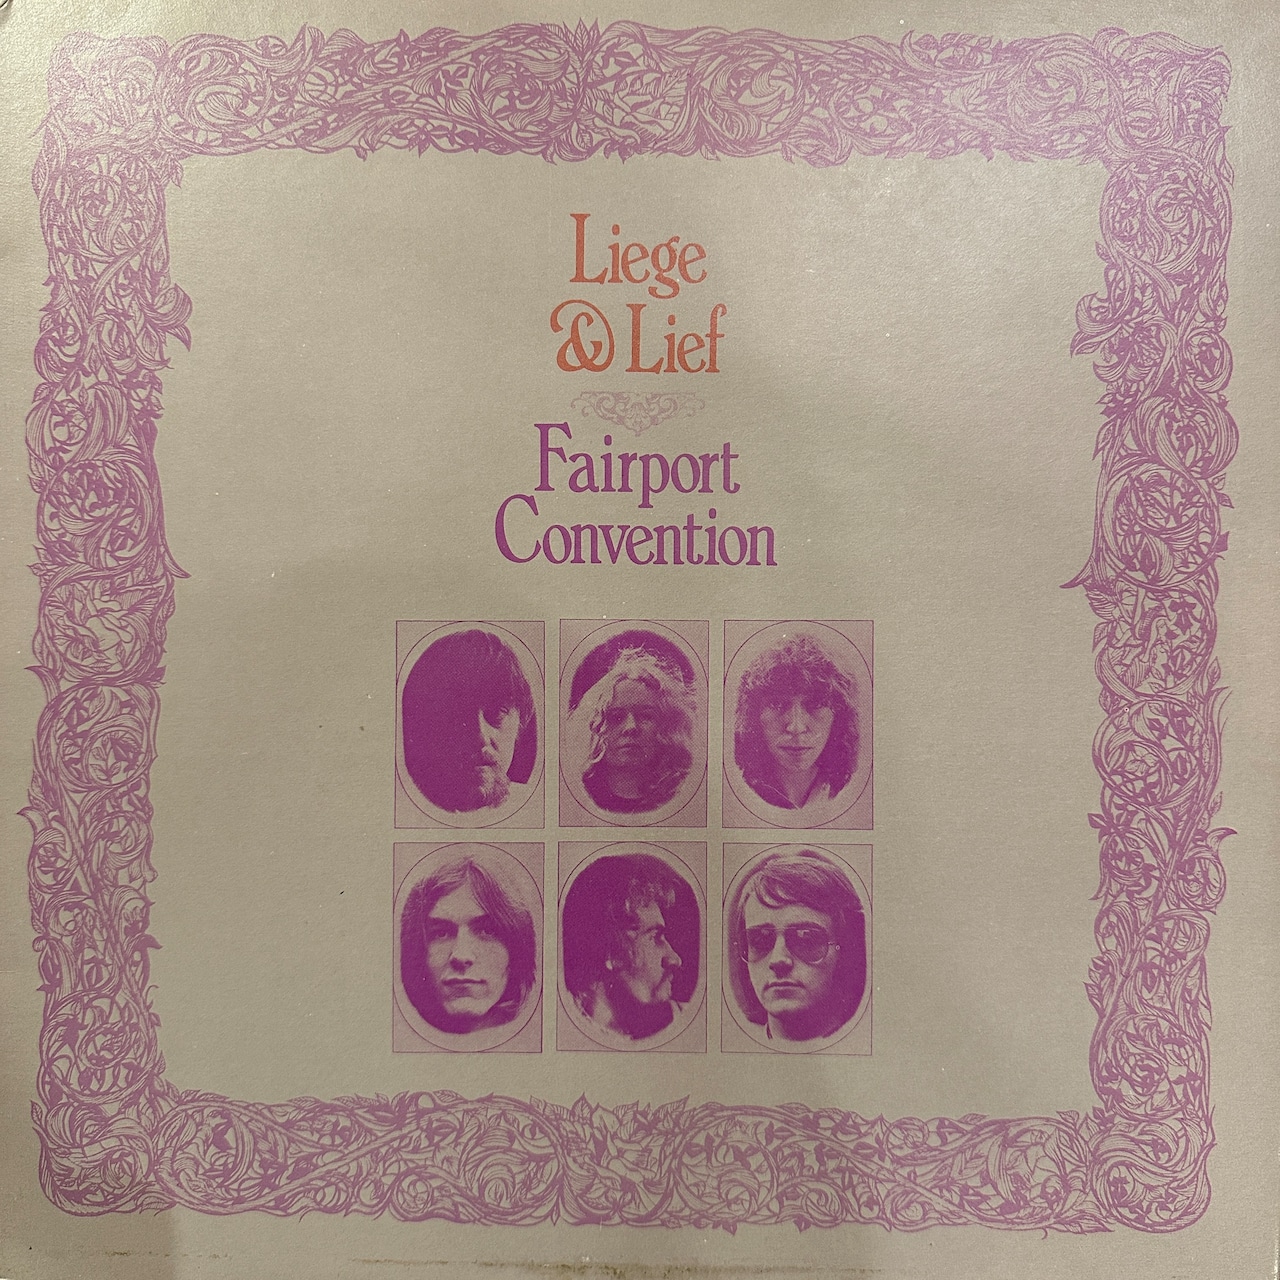 Liege
& Lief
Fairport
Convention